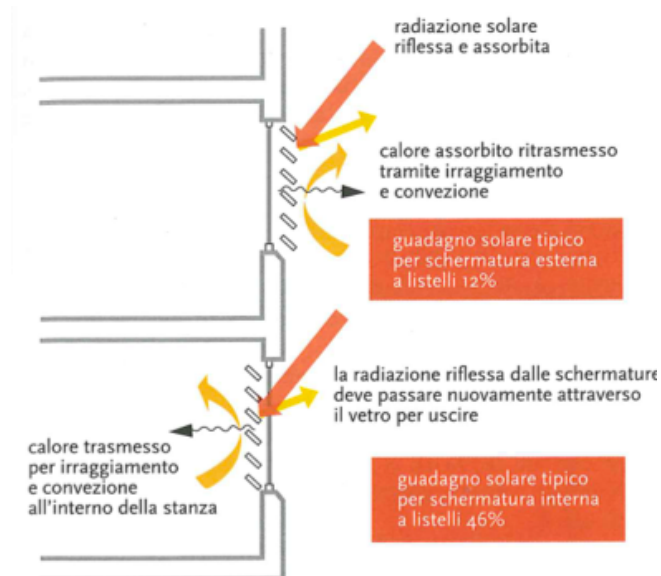 radiazione solare
riflessa e assorbita
calore assorbito ritrasmesso
tramite irraggiamento
e convezione
guadagno solare tipico
per schermatura esterna
a listelli 12%
la radiazione riflessa dalle schermature
deve passare nuovamente attraverso
il vetro per uscire
calore trasmesso
per irraggiamento
e convezione
all'interno della stanza
guadagno solare tipico
per schermatura interna
a listelli 46%